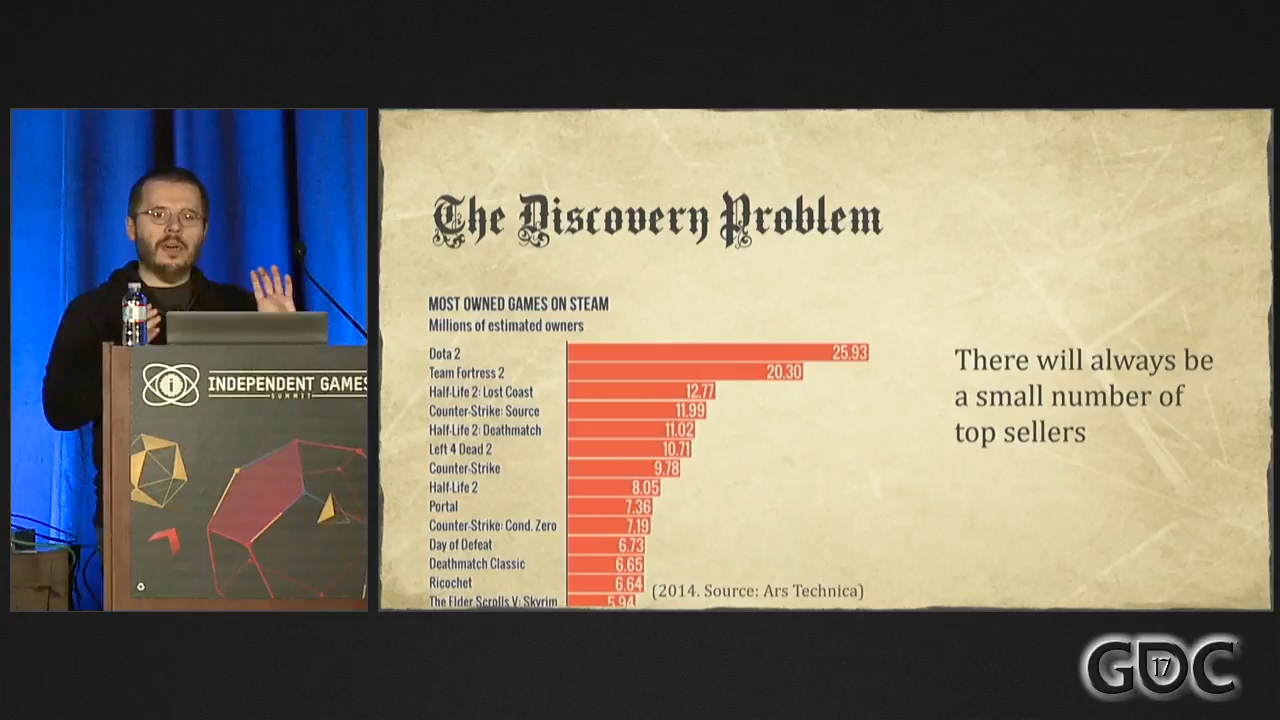 INDEPENDENT GAMES
SUMMIT
The Discovery Problem
MOST OWNED GAMES ON STEAM
Millions of estimated owners
Dota 2 25.93
Team Fortress 2 20.30
Half-Life 2: Lost Coast 12.77
Counter-Strike: Source 11.99
Half-Life 2: Deathmatch 11.02
Left 4 Dead 2 10.71
Counter-Strike 9.78
Half-Life 2 8.05
Portal 7.36
Counter-Strike: Cond. Zero 7.19
Day of Defeat 6.73
Deathmatch Classic 6.65
Ricochet 6.64
The Elder Scrolls V: Skyrim 5.94
(2014. Source: Ars Technica)
There will always be
a small number of
top sellers
GDC
17